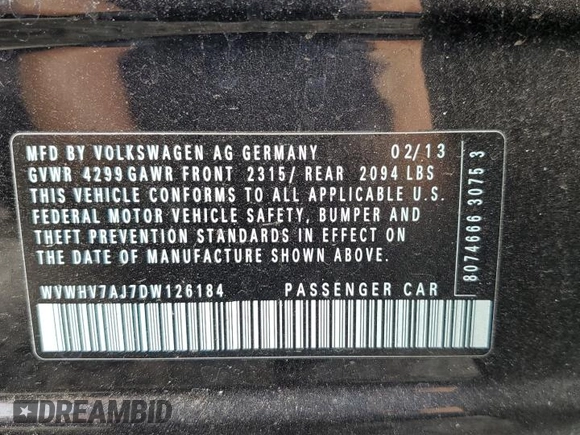 MFD BY VOLKSWAGEN AG GERMANY 02/13
GVWR 4299 GAWR FRONT 2315/ REAR 2094 LBS
THIS VEHICLE CONFORMS TO ALL APPLICABLE U.S.
FEDERAL MOTOR VEHICLE SAFETY, BUMPER AND
THEFT PREVENTION STANDARDS IN EFFECT ON
THE DATE OF MANUFACTURE SHOWN ABOVE.
WVWHV7AJ7DW126184 PASSENGER CAR
8074666 3075 3
DREAMBID